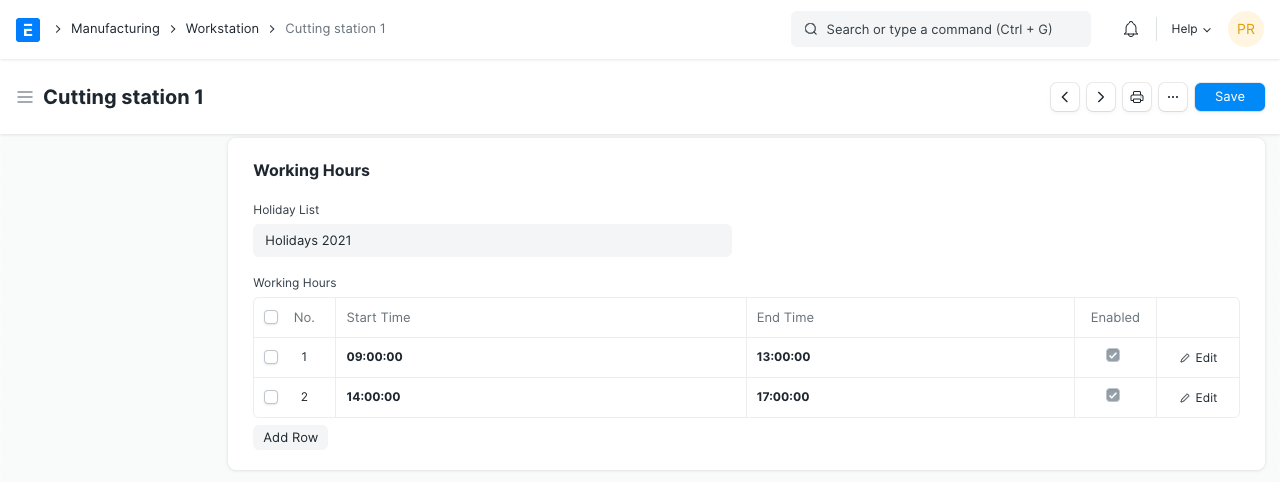 E Manufacturing Workstation Cutting station 1 Search or type a command (Ctrl + G) Help PR
Cutting station 1 Save
Working Hours
Holiday List
Holidays 2021
Working Hours
No. Start Time End Time Enabled
1 09:00:00 13:00:00 Edit
2 14:00:00 17:00:00 Edit
Add Row